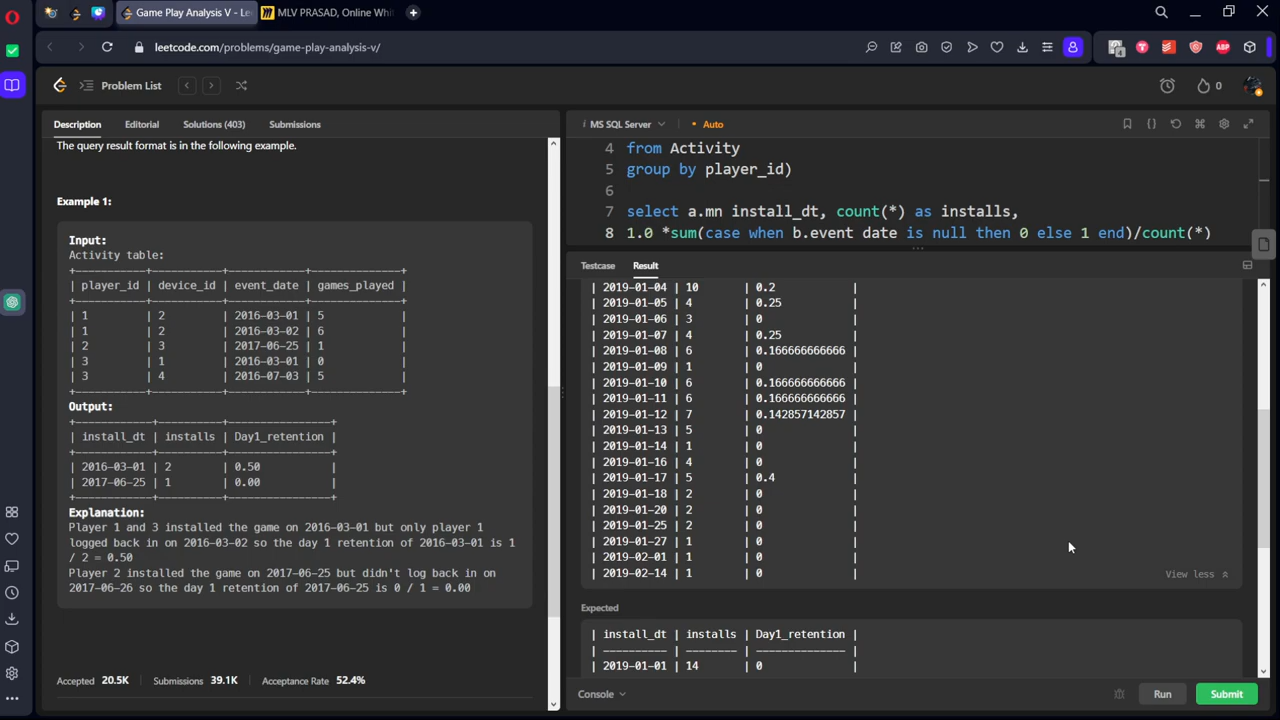 Game Play Analysis V - Le
MLV PRASAD, Online Whit
leetcode.com/problems/game-play-analysis-v/
4
ABP
Problem List
0
Description
Editorial
Solutions (403)
Submissions
The query result format is in the following example.
Example 1:
Input:
Activity table:
+-----------+-----------+------------+--------------+
| player_id | device_id | event_date | games_played |
+-----------+-----------+------------+--------------+
| 1 | 2 | 2016-03-01 | 5 |
| 1 | 2 | 2016-03-02 | 6 |
| 2 | 3 | 2017-06-25 | 1 |
| 3 | 1 | 2016-03-01 | 0 |
| 3 | 4 | 2016-07-03 | 5 |
+-----------+-----------+------------+--------------+
Output:
+------------+----------+----------------+
| install_dt | installs | Day1_retention |
+------------+----------+----------------+
| 2016-03-01 | 2 | 0.50 |
| 2017-06-25 | 1 | 0.00 |
+------------+----------+----------------+
Explanation:
Player 1 and 3 installed the game on 2016-03-01 but only player 1
logged back in on 2016-03-02 so the day 1 retention of 2016-03-01 is 1
/ 2 = 0.50
Player 2 installed the game on 2017-06-25 but didn't log back in on
2017-06-26 so the day 1 retention of 2017-06-25 is 0 / 1 = 0.00
Accepted 20.5K Submissions 39.1K Acceptance Rate 52.4%
i MS SQL Server
• Auto
4 from Activity
5 group by player_id)
6
7 select a.mn install_dt, count(*) as installs,
8 1.0 *sum(case when b.event date is null then 0 else 1 end)/count(*)
Testcase
Result
| 2019-01-04 | 10 | 0.2 |
| 2019-01-05 | 4 | 0.25 |
| 2019-01-06 | 3 | 0 |
| 2019-01-07 | 4 | 0.25 |
| 2019-01-08 | 6 | 0.166666666666 |
| 2019-01-09 | 1 | 0 |
| 2019-01-10 | 6 | 0.166666666666 |
| 2019-01-11 | 6 | 0.166666666666 |
| 2019-01-12 | 7 | 0.142857142857 |
| 2019-01-13 | 5 | 0 |
| 2019-01-14 | 1 | 0 |
| 2019-01-16 | 4 | 0 |
| 2019-01-17 | 5 | 0.4 |
| 2019-01-18 | 2 | 0 |
| 2019-01-20 | 2 | 0 |
| 2019-01-25 | 2 | 0 |
| 2019-01-27 | 1 | 0 |
| 2019-02-01 | 1 | 0 |
| 2019-02-14 | 1 | 0 |
View less
Expected
| install_dt | installs | Day1_retention |
| ---------- | -------- | -------------- |
| 2019-01-01 | 14 | 0 |
Console
Run
Submit